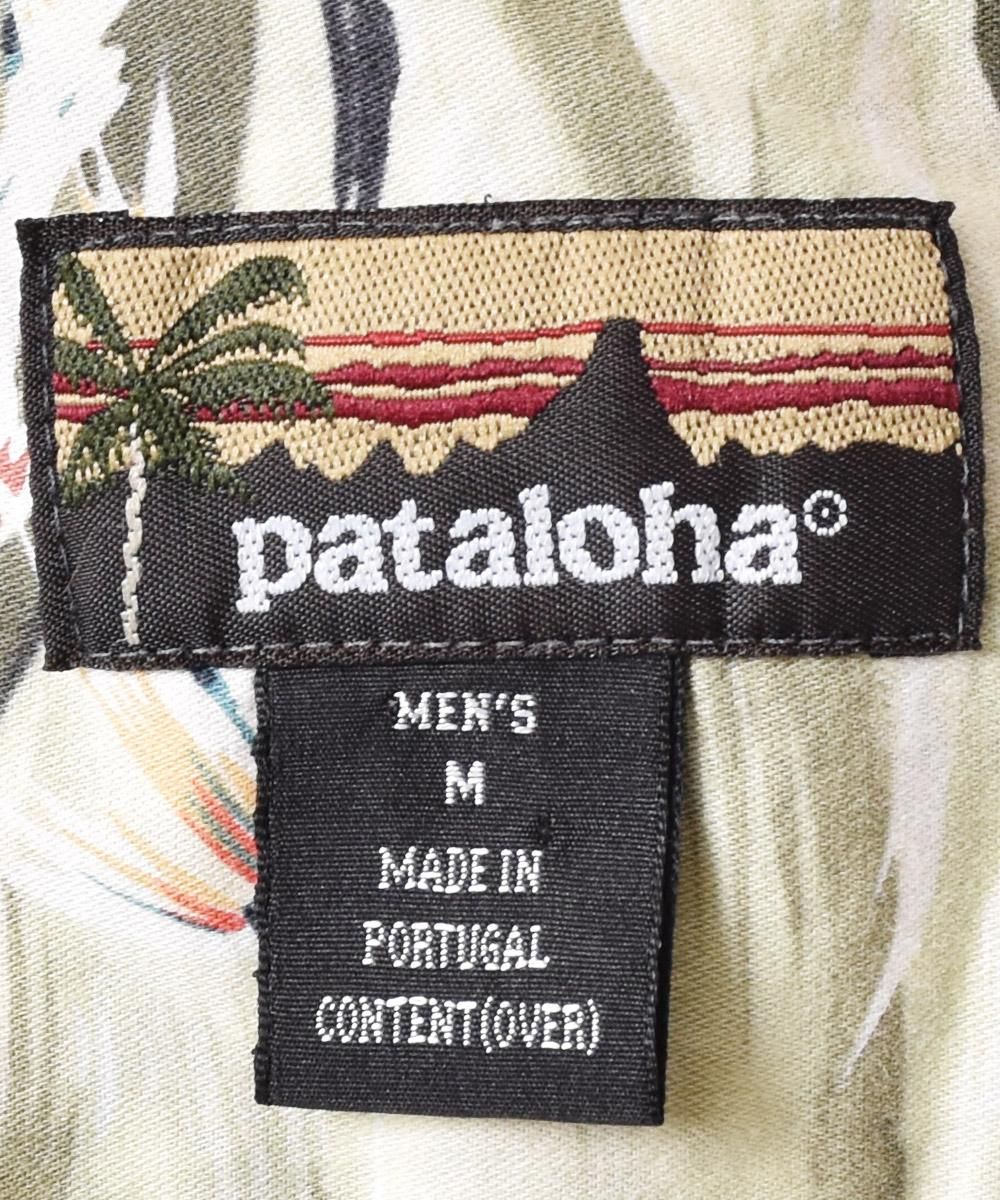 pataloha®
MEN'S
M
MADE IN
PORTUGAL
CONTENT(OVER)